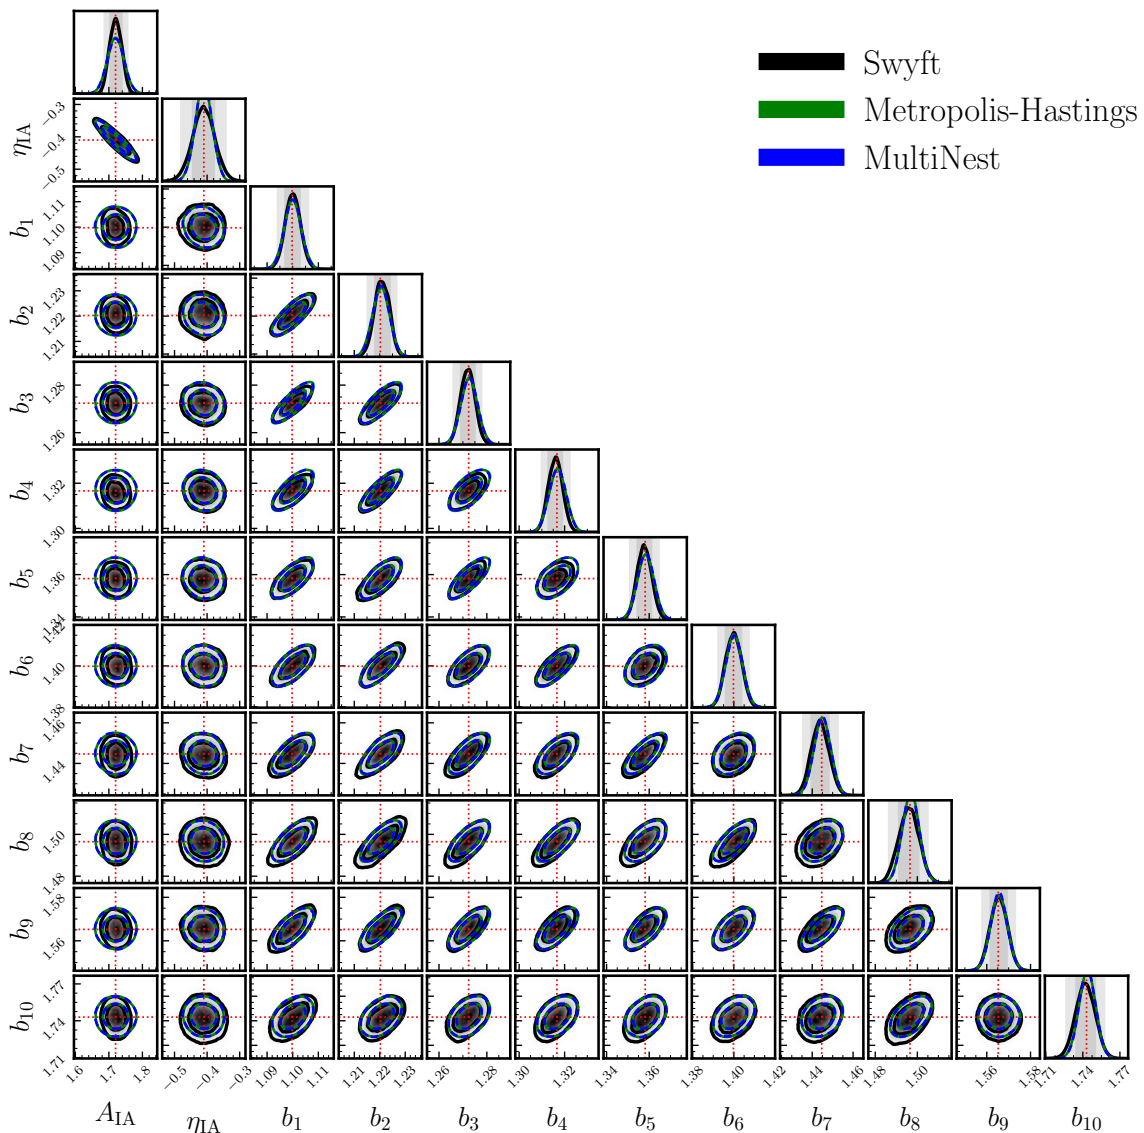 Swyft
Metropolis-Hastings
MultiNest
η_IA
−0.3
−0.4
−0.5
b_1
1.11
1.10
1.09
b_2
1.23
1.22
1.21
b_3
1.28
1.26
b_4
1.32
1.30
b_5
1.36
1.34
b_6
1.42
1.40
1.38
b_7
1.46
1.44
b_8
1.50
1.48
b_9
1.58
1.56
b_10
1.77
1.74
1.71
1.6 1.7 1.8 −0.5 −0.4 −0.3 1.09 1.10 1.11 1.21 1.22 1.23 1.26 1.28 1.30 1.32 1.34 1.36 1.38 1.40 1.42 1.44 1.46 1.48 1.50 1.56 1.58 1.71 1.74 1.77
A_IA η_IA b_1 b_2 b_3 b_4 b_5 b_6 b_7 b_8 b_9 b_10